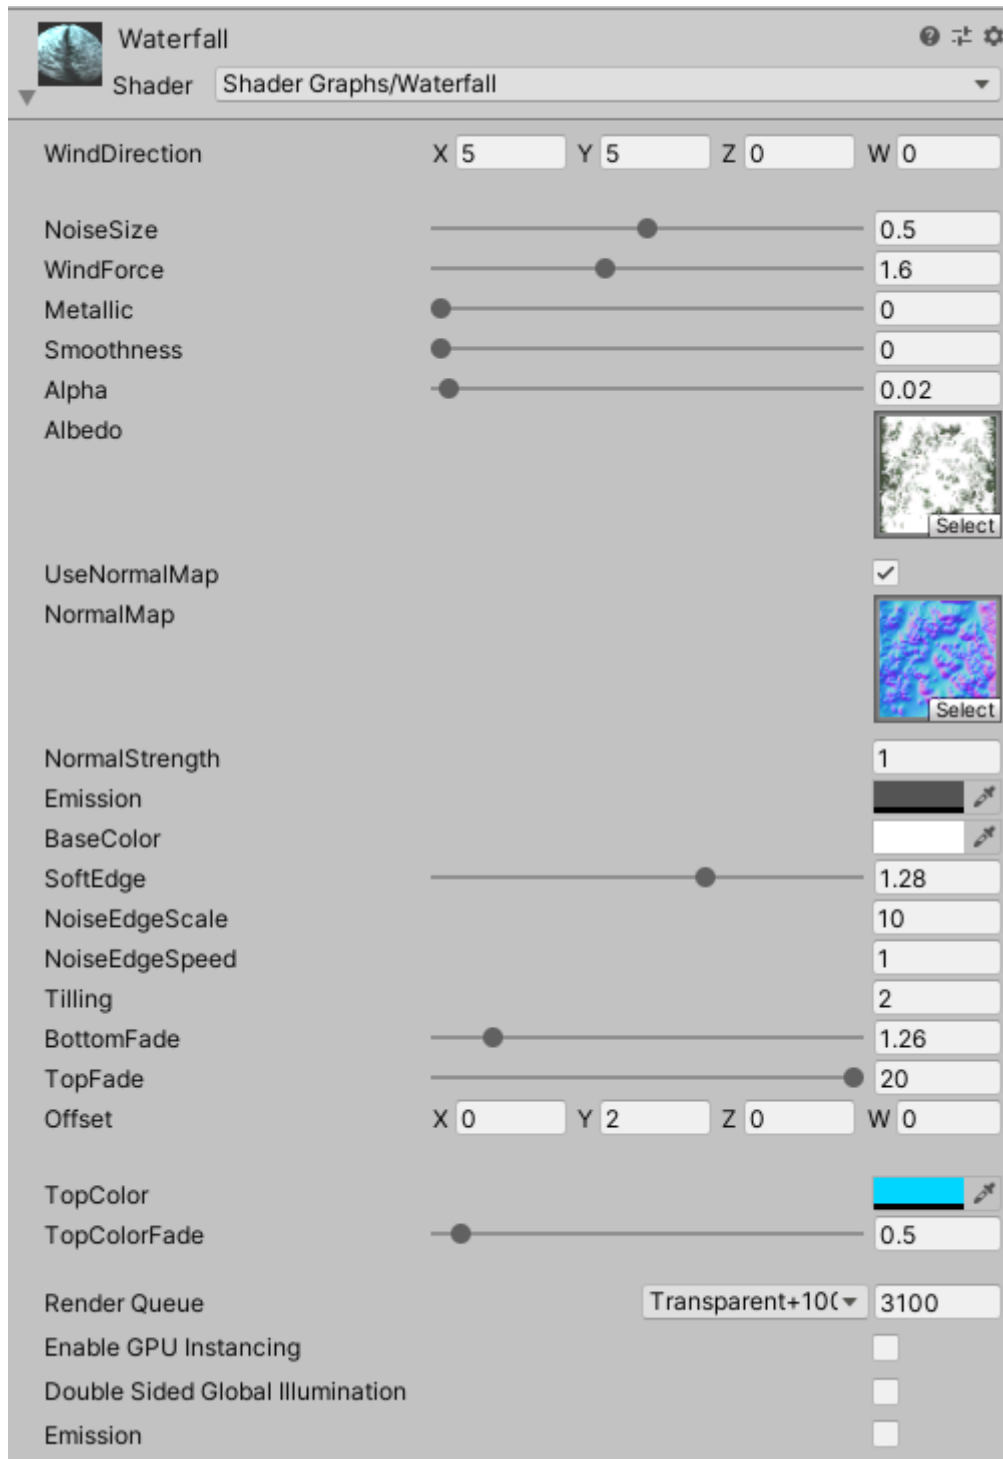 Waterfall
Shader Shader Graphs/Waterfall
WindDirection X 5 Y 5 Z 0 W 0
NoiseSize 0.5
WindForce 1.6
Metallic 0
Smoothness 0
Alpha 0.02
Albedo
Select
UseNormalMap
NormalMap
Select
NormalStrength 1
Emission
BaseColor
SoftEdge 1.28
NoiseEdgeScale 10
NoiseEdgeSpeed 1
Tilling 2
BottomFade 1.26
TopFade 20
Offset X 0 Y 2 Z 0 W 0
TopColor
TopColorFade 0.5
Render Queue Transparent+10( 3100
Enable GPU Instancing
Double Sided Global Illumination
Emission